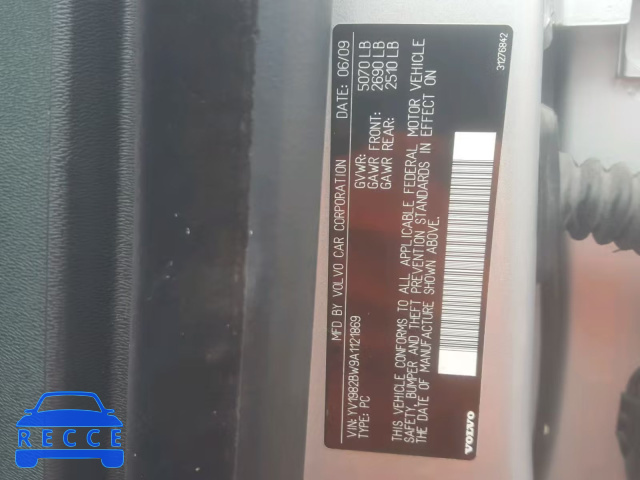 MFD BY VOLVO CAR CORPORATION DATE: 06/09
VIN: YV1982BW9A1121869 GVWR: 5070 LB
TYPE: PC GAWR FRONT: 2690 LB
GAWR REAR: 2510 LB
THIS VEHICLE CONFORMS TO ALL APPLICABLE FEDERAL MOTOR VEHICLE
SAFETY, BUMPER AND THEFT PREVENTION STANDARDS IN EFFECT ON
THE DATE OF MANUFACTURE SHOWN ABOVE.
VOLVO
31276842
RECCE